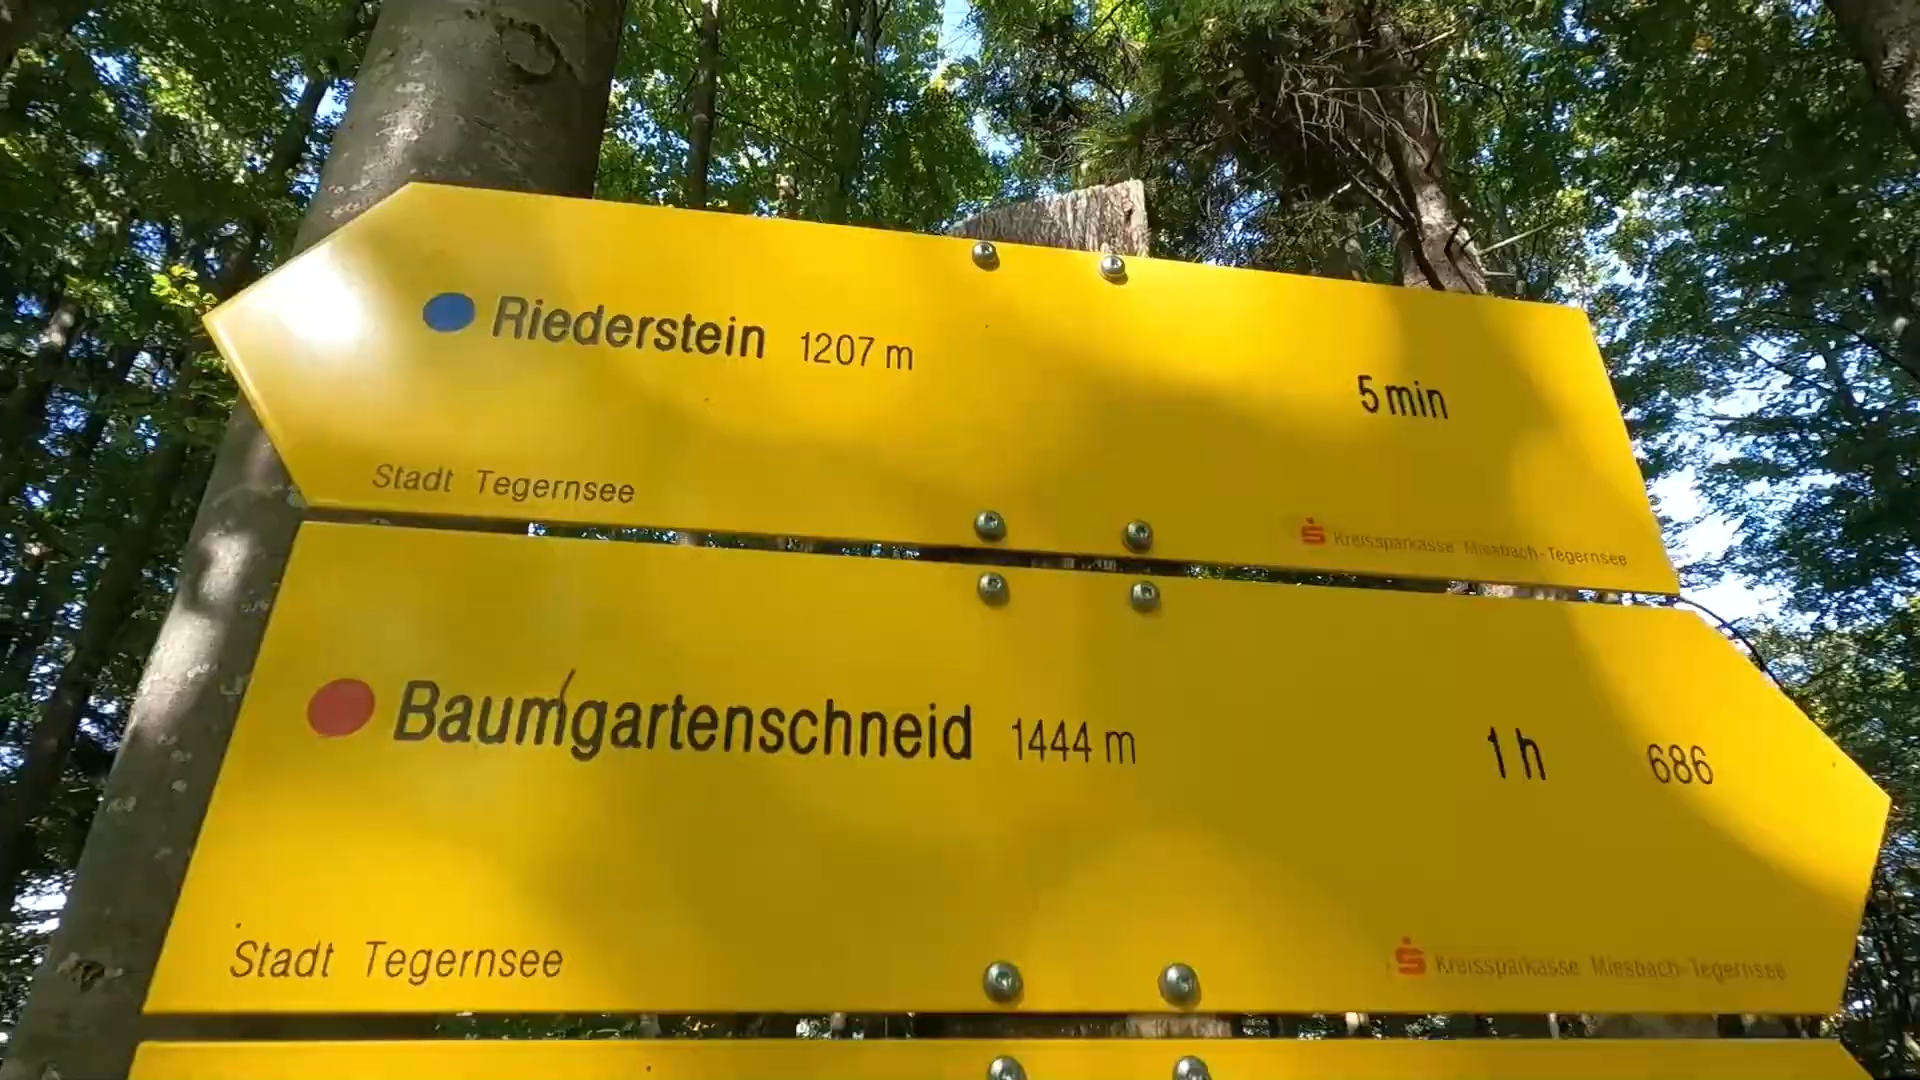 Riederstein 1207 m
5 min
Stadt Tegernsee
Kreissparkasse Miesbach-Tegernsee
Baumgartenschneid 1444 m
1 h 686
Stadt Tegernsee
Kreissparkasse Miesbach-Tegernsee